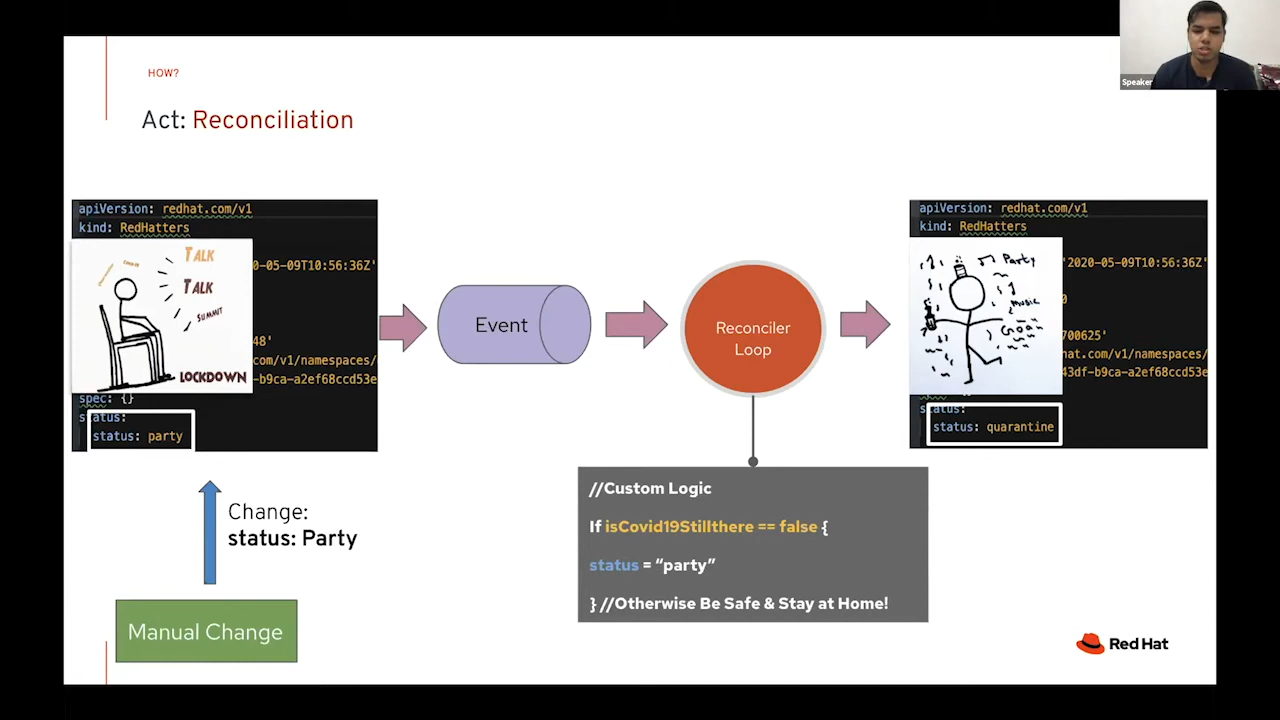 Speaker
HOW?
Act: Reconciliation
apiVersion: redhat.com/v1
kind: RedHatters
TALK
0-05-09T10:56:36Z'
TALK
SUMMIT
48'
com/v1/namespaces/
LOCKDOWN
-b9ca-a2ef68ccd53e
spec: {}
status:
status: party
Event
Reconciler
Loop
apiVersion: redhat.com/v1
kind: RedHatters
Party
'2020-05-09T10:56:36Z'
Music
0
Goa
700625'
hat.com/v1/namespaces/
43df-b9ca-a2ef68ccd53e
status:
status: quarantine
Change:
status: Party
Manual Change
//Custom Logic
If isCovid19Stillthere == false {
status = “party”
} //Otherwise Be Safe & Stay at Home!
Red Hat